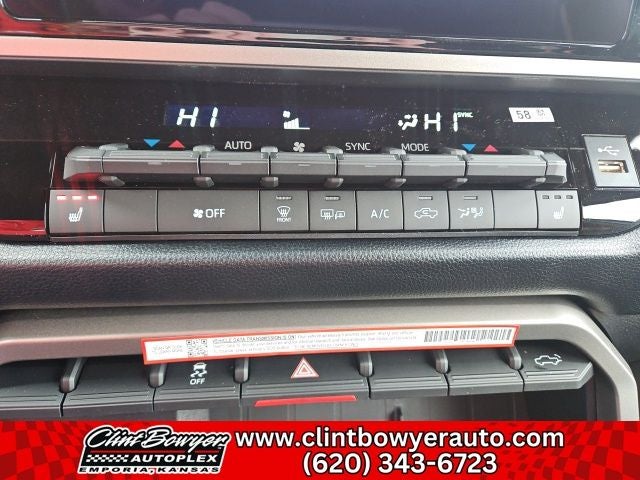 HI
HI SYNC
58
AUTO
SYNC
MODE
OFF
FRONT
A/C
VEHICLE DATA TRANSMISSION IS ON!
OFF
Clint Bowyer
AUTOPLEX
EMPORIA, KANSAS
www.clintbowyerauto.com
(620) 343-6723